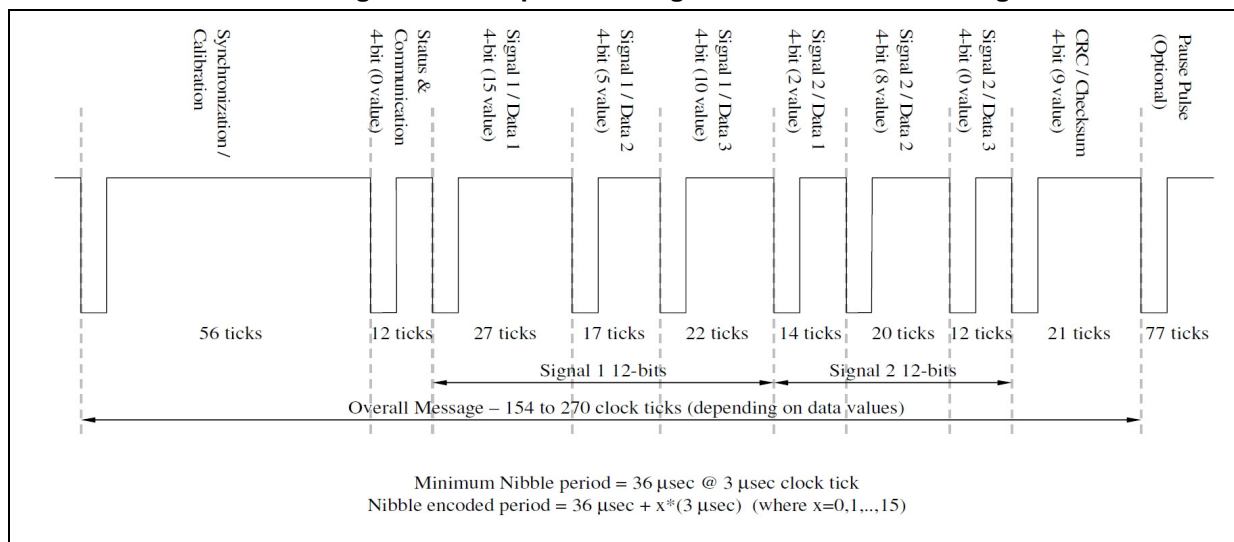 Synchronization /
Calibration
Status &
Communication
4-bit (0 value)
Signal 1 / Data 1
4-bit (15 value)
Signal 1 / Data 2
4-bit (5 value)
Signal 1 / Data 3
4-bit (10 value)
Signal 2 / Data 1
4-bit (2 value)
Signal 2 / Data 2
4-bit (8 value)
Signal 2 / Data 3
4-bit (0 value)
CRC / Checksum
4-bit (9 value)
Pause Pulse
(Optional)
56 ticks
12 ticks
27 ticks
17 ticks
22 ticks
14 ticks
20 ticks
12 ticks
21 ticks
77 ticks
Signal 1 12-bits
Signal 2 12-bits
Overall Message – 154 to 270 clock ticks (depending on data values)
Minimum Nibble period = 36 μsec @ 3 μsec clock tick
Nibble encoded period = 36 μsec + x*(3 μsec) (where x=0,1,..,15)